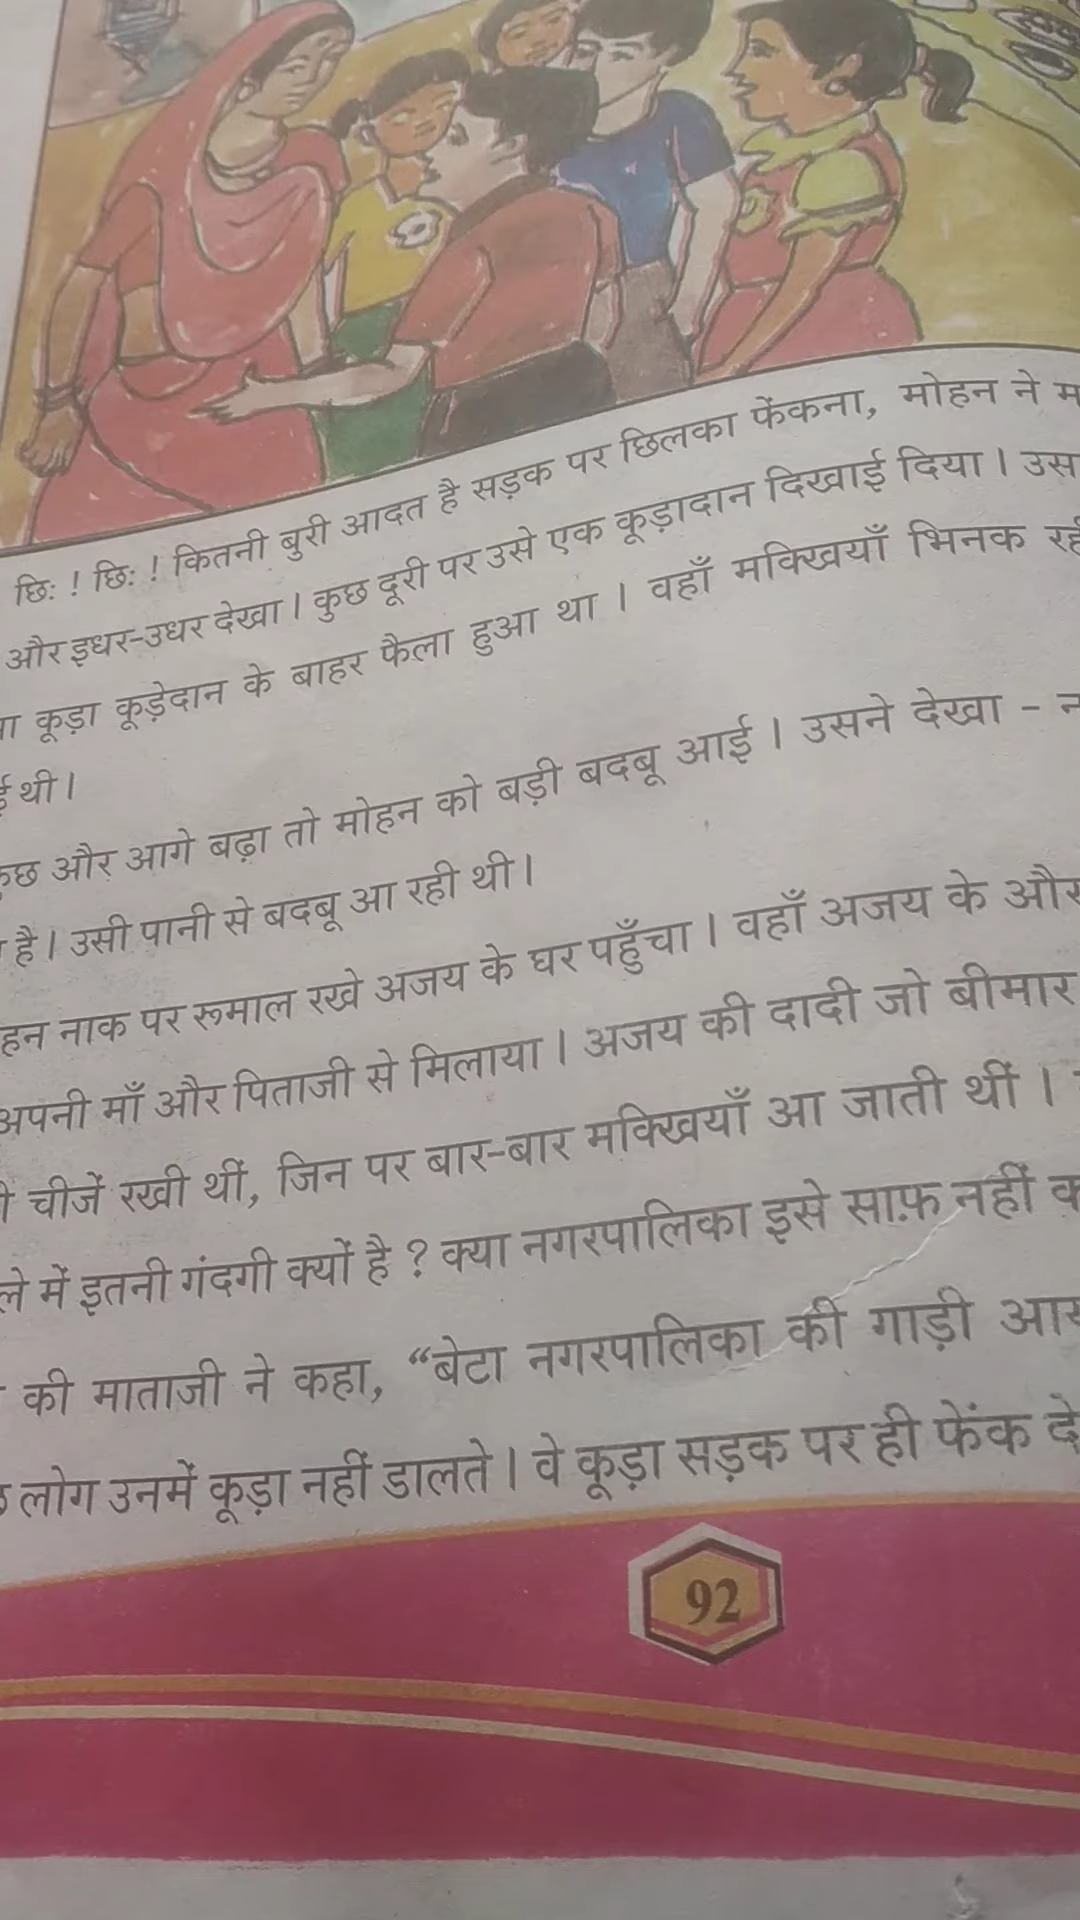 छिः ! छिः ! कितनी बुरी आदत है सड़क पर छिलका फेंकना, मोहन ने
और इधर-उधर देखा । कुछ दूरी पर उसे एक कूड़ादान दिखाई दिया । उस
कूड़ा कूड़ेदान के बाहर फैला हुआ था । वहाँ मक्खियाँ भिनक
थी ।
और आगे बढ़ा तो मोहन को बड़ी बदबू आई । उसने देखा -
है । उसी पानी से बदबू आ रही थी ।
नाक पर रूमाल रखे अजय के घर पहुँचा । वहाँ अजय के और
अपनी माँ और पिताजी से मिलाया । अजय की दादी जो बीमार
चीजें रखी थीं, जिन पर बार-बार मक्खियाँ आ जाती थीं ।
में इतनी गंदगी क्यों है ? क्या नगरपालिका इसे साफ़ नहीं
की माताजी ने कहा, “बेटा नगरपालिका की गाड़ी
लोग उनमें कूड़ा नहीं डालते । वे कूड़ा सड़क पर ही फेंक
92